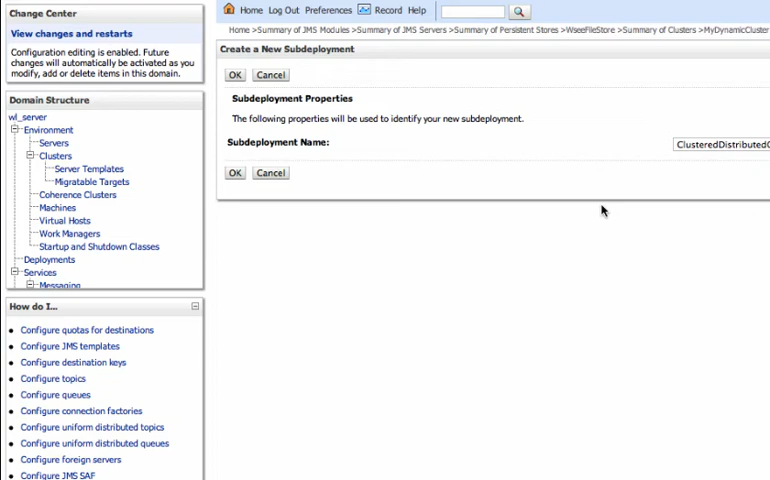 Change Center
View changes and restarts
Configuration editing is enabled. Future
changes will automatically be activated as you
modify, add or delete items in this domain.
Domain Structure
wl_server
Environment
Servers
Clusters
Server Templates
Migratable Targets
Coherence Clusters
Machines
Virtual Hosts
Work Managers
Startup and Shutdown Classes
Deployments
Services
Messaging
How do I...
Configure quotas for destinations
Configure JMS templates
Configure destination keys
Configure topics
Configure queues
Configure connection factories
Configure uniform distributed topics
Configure uniform distributed queues
Configure foreign servers
Configure JMS SAF
Home Log Out Preferences Record Help
Home >Summary of JMS Modules >Summary of JMS Servers >Summary of Persistent Stores >WseeFileStore >Summary of Clusters >MyDynamicCluster
Create a New Subdeployment
OK Cancel
Subdeployment Properties
The following properties will be used to identify your new subdeployment.
Subdeployment Name: ClusteredDistributed
OK Cancel